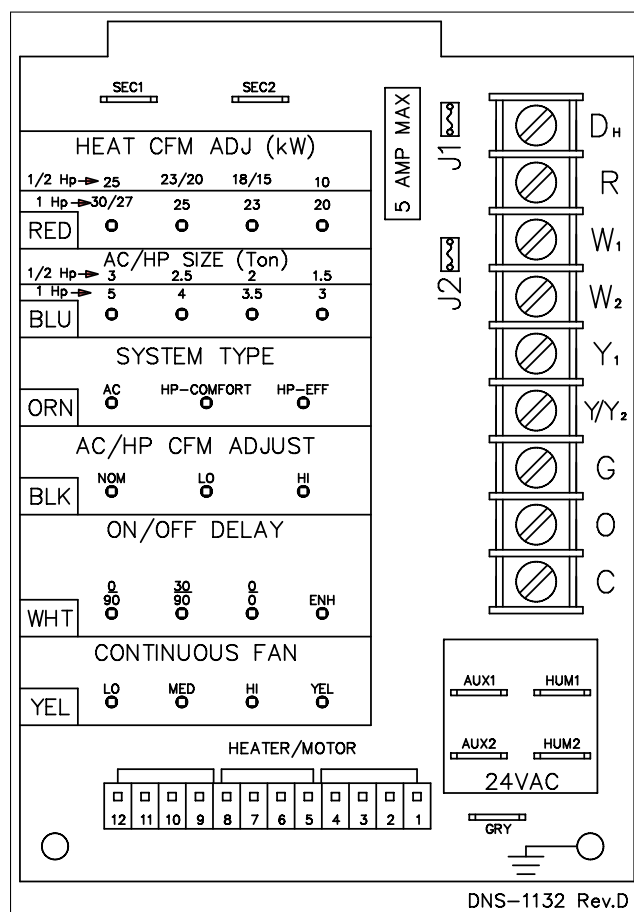 SEC1 SEC2
HEAT CFM ADJ (kW)
1/2 Hp 25 23/20 18/15 10
1 Hp 30/27 25 23 20
RED
AC/HP SIZE (Ton)
1/2 Hp 3 2.5 2 1.5
1 Hp 5 4 3.5 3
BLU
SYSTEM TYPE
AC HP-COMFORT HP-EFF
ORN
AC/HP CFM ADJUST
NOM LO HI
BLK
ON/OFF DELAY
0/90 30/90 0/0 ENH
WHT
CONTINUOUS FAN
LO MED HI YEL
YEL
HEATER/MOTOR
12 11 10 9 8 7 6 5 4 3 2 1
5 AMP MAX
J1
J2
DH
R
W1
W2
Y1
Y/Y2
G
O
C
AUX1 HUM1
AUX2 HUM2
24VAC
GRY
DNS-1132 Rev.D